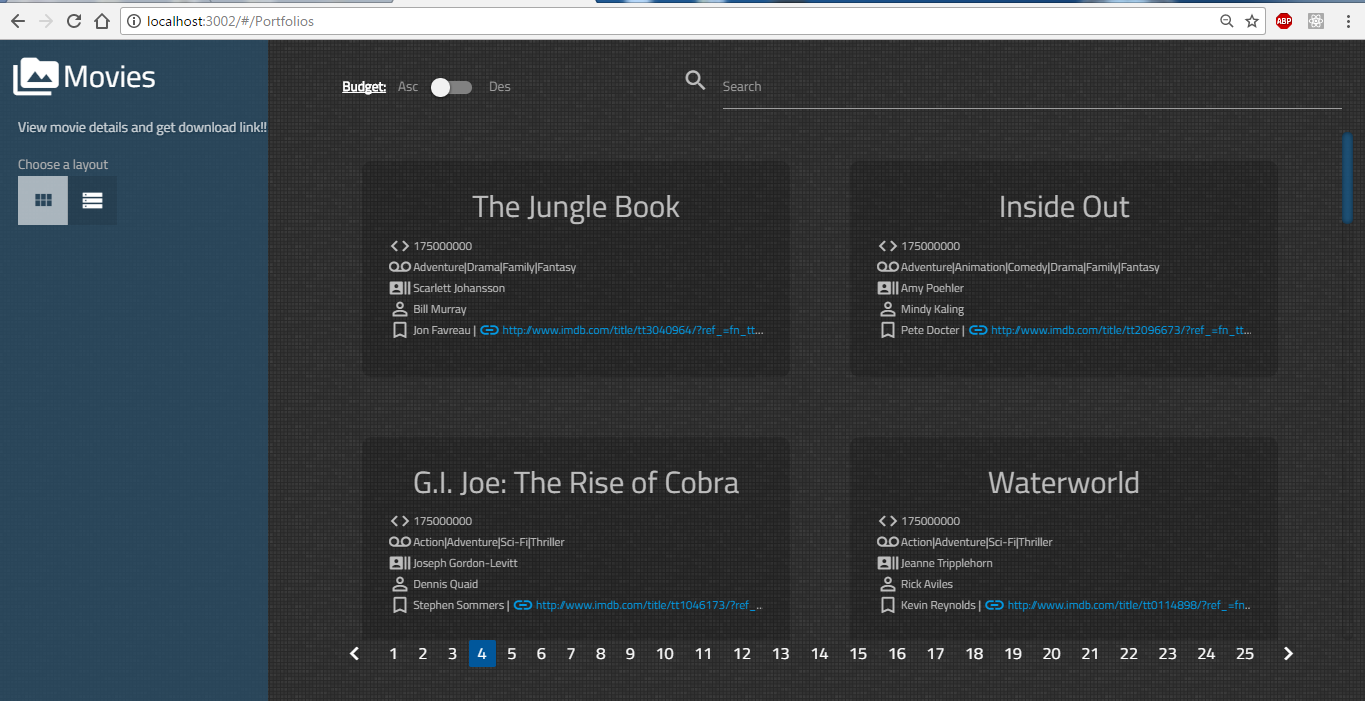 localhost:3002/#/Portfolios
ABP
Movies
View movie details and get download link!!
Choose a layout
Budget: Asc Des
Search
The Jungle Book
175000000
Adventure|Drama|Family|Fantasy
Scarlett Johansson
Bill Murray
Jon Favreau | http://www.imdb.com/title/tt3040964/?ref_=fn_tt...
Inside Out
175000000
Adventure|Animation|Comedy|Drama|Family|Fantasy
Amy Poehler
Mindy Kaling
Pete Docter | http://www.imdb.com/title/tt2096673/?ref_=fn_tt...
G.I. Joe: The Rise of Cobra
175000000
Action|Adventure|Sci-Fi|Thriller
Joseph Gordon-Levitt
Dennis Quaid
Stephen Sommers | http://www.imdb.com/title/tt1046173/?ref_..
Waterworld
175000000
Action|Adventure|Sci-Fi|Thriller
Jeanne Tripplehorn
Rick Aviles
Kevin Reynolds | http://www.imdb.com/title/tt0114898/?ref_=fn..
1 2 3 4 5 6 7 8 9 10 11 12 13 14 15 16 17 18 19 20 21 22 23 24 25